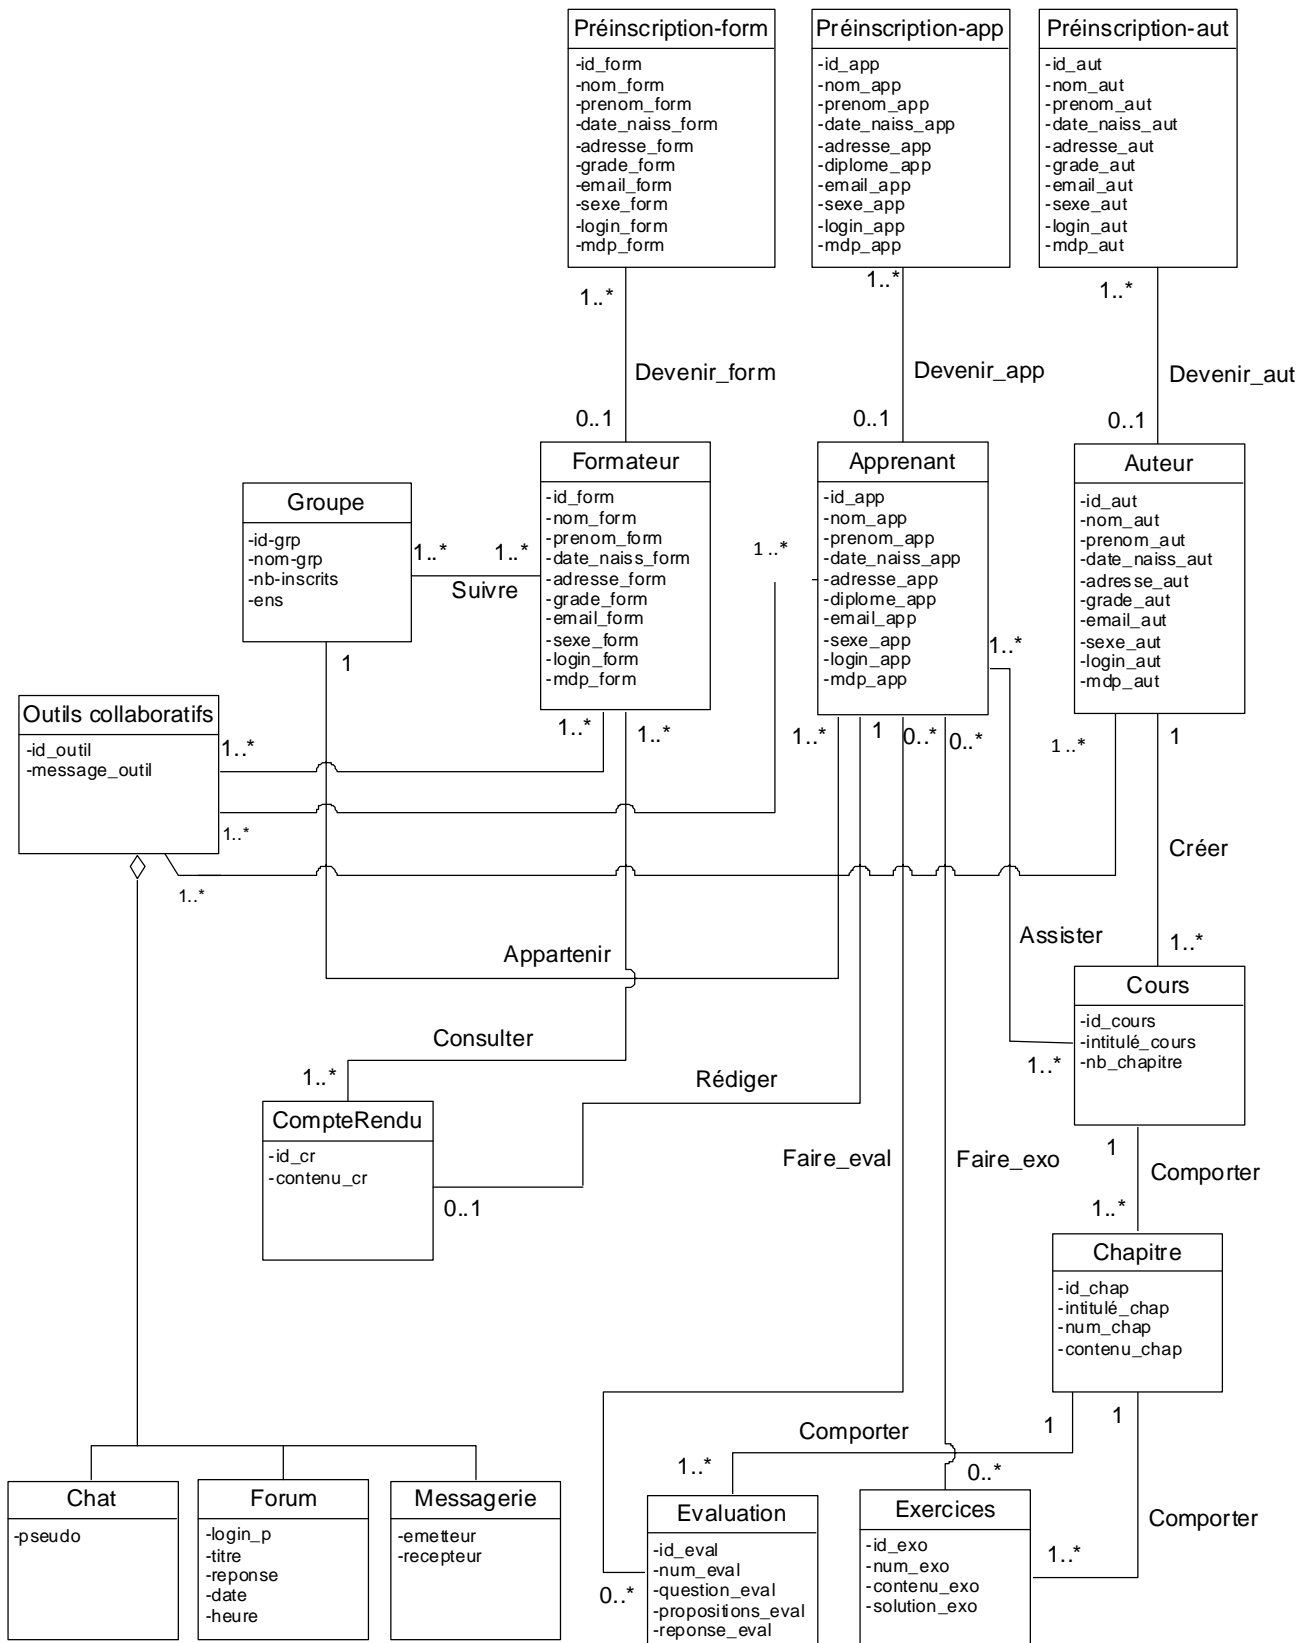 Préinscription-form
-id_form
-nom_form
-prenom_form
-date_naiss_form
-adresse_form
-grade_form
-email_form
-sexe_form
-login_form
-mdp_form
Préinscription-app
-id_app
-nom_app
-prenom_app
-date_naiss_app
-adresse_app
-diplome_app
-email_app
-sexe_app
-login_app
-mdp_app
Préinscription-aut
-id_aut
-nom_aut
-prenom_aut
-date_naiss_aut
-adresse_aut
-grade_aut
-email_aut
-sexe_aut
-login_aut
-mdp_aut
1..*
1..*
1..*
Devenir_form
Devenir_app
Devenir_aut
0..1
0..1
0..1
Groupe
-id-grp
-nom-grp
-nb-inscrits
-ens
1..*
1..*
Suivre
1
Formateur
-id_form
-nom_form
-prenom_form
-date_naiss_form
-adresse_form
-grade_form
-email_form
-sexe_form
-login_form
-mdp_form
1..*
Apprenant
-id_app
-nom_app
-prenom_app
-date_naiss_app
-adresse_app
-diplome_app
-email_app
-sexe_app
-login_app
-mdp_app
1..*
Auteur
-id_aut
-nom_aut
-prenom_aut
-date_naiss_aut
-adresse_aut
-grade_aut
-email_aut
-sexe_aut
-login_aut
-mdp_aut
Outils collaboratifs
-id_outil
-message_outil
1..*
1..*
1..*
1..*
1..*
1..*
1
0..*
0..*
1..*
1
Créer
Appartenir
Assister
1..*
Cours
-id_cours
-intitulé_cours
-nb_chapitre
1..*
Consulter
1..*
Rédiger
CompteRendu
-id_cr
-contenu_cr
0..1
Faire_eval
Faire_exo
1
Comporter
1..*
Chapitre
-id_chap
-intitulé_chap
-num_chap
-contenu_chap
1
1
Comporter
1..*
0..*
Chat
-pseudo
Forum
-login_p
-titre
-reponse
-date
-heure
Messagerie
-emetteur
-recepteur
Evaluation
-id_eval
-num_eval
-question_eval
-propositions_eval
-reponse_eval
0..*
Exercices
-id_exo
-num_exo
-contenu_exo
-solution_exo
1..*
Comporter